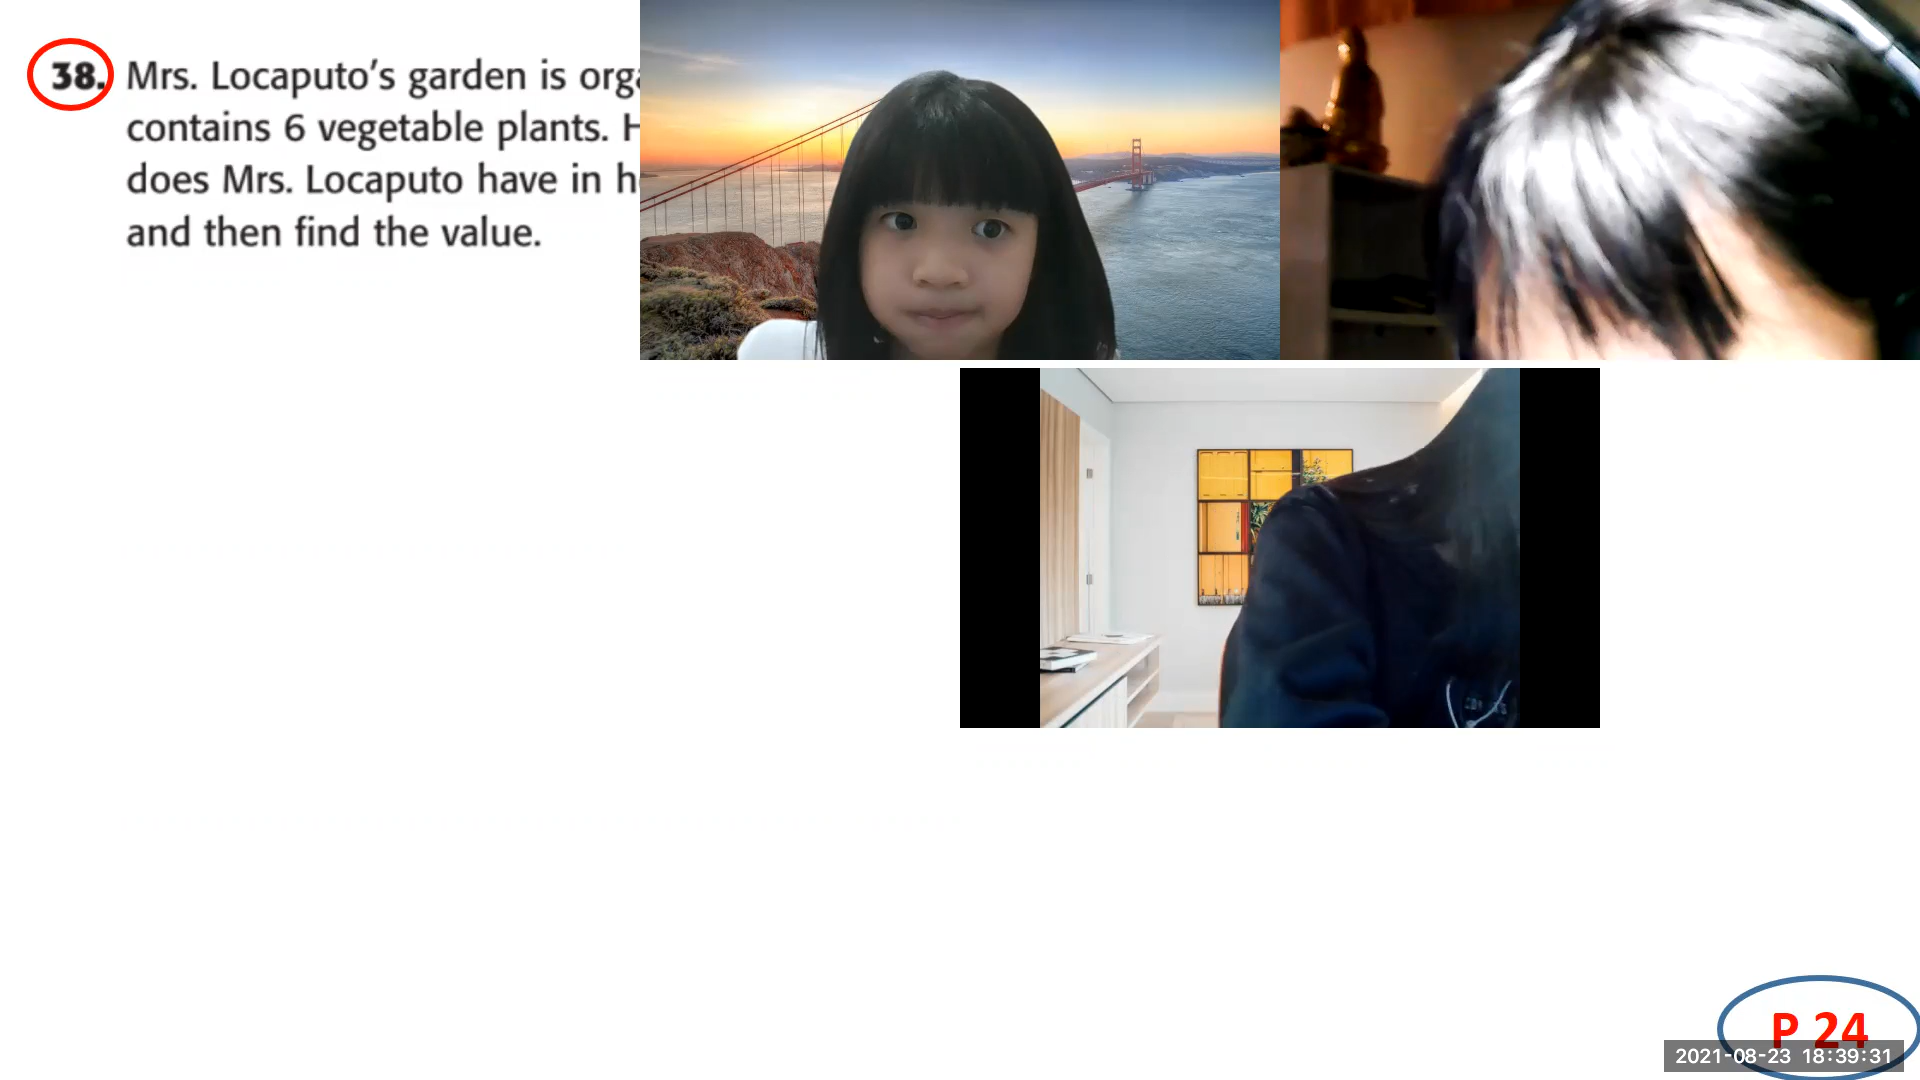 38. Mrs. Locaputo's garden is
contains 6 vegetable plants.
does Mrs. Locaputo have in
and then find the value.
P 24
2021-08-23 18:39:31